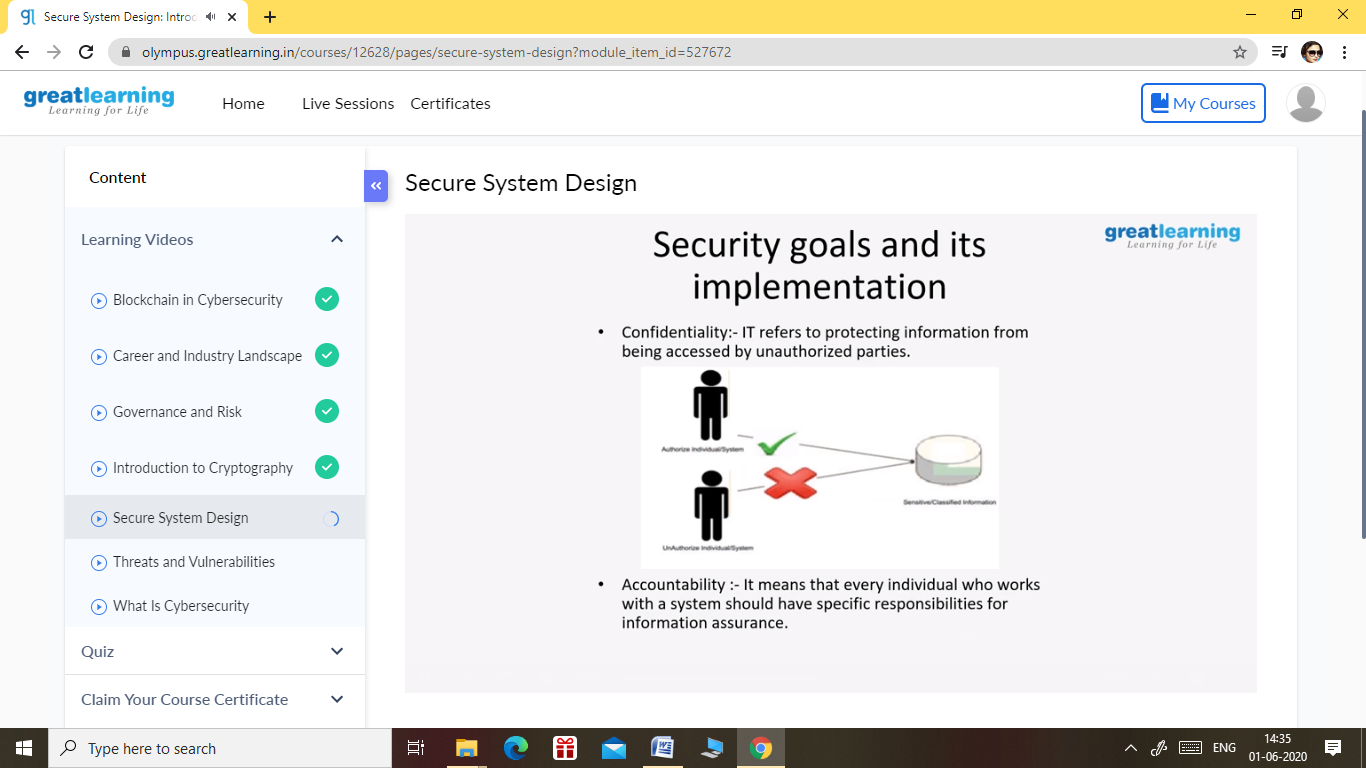 Secure System Design: Introc
olympus.greatlearning.in/courses/12628/pages/secure-system-design?module_item_id=527672
greatlearning
Learning for Life
Home
Live Sessions
Certificates
My Courses
Content
Learning Videos
Blockchain in Cybersecurity
Career and Industry Landscape
Governance and Risk
Introduction to Cryptography
Secure System Design
Threats and Vulnerabilities
What Is Cybersecurity
Quiz
Claim Your Course Certificate
Secure System Design
greatlearning
Learning for Life
Security goals and its
implementation
• Confidentiality:- IT refers to protecting information from
being accessed by unauthorized parties.
Authorize Individual/System
UnAuthorize Individual/System
Sensitive/Classified Information
• Accountability :- It means that every individual who works
with a system should have specific responsibilities for
information assurance.
Type here to search
ENG
14:35
01-06-2020